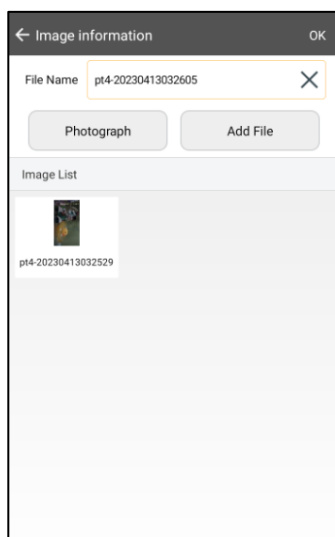 Image information OK
File Name pt4-20230413032605
Photograph Add File
Image List
pt4-20230413032529